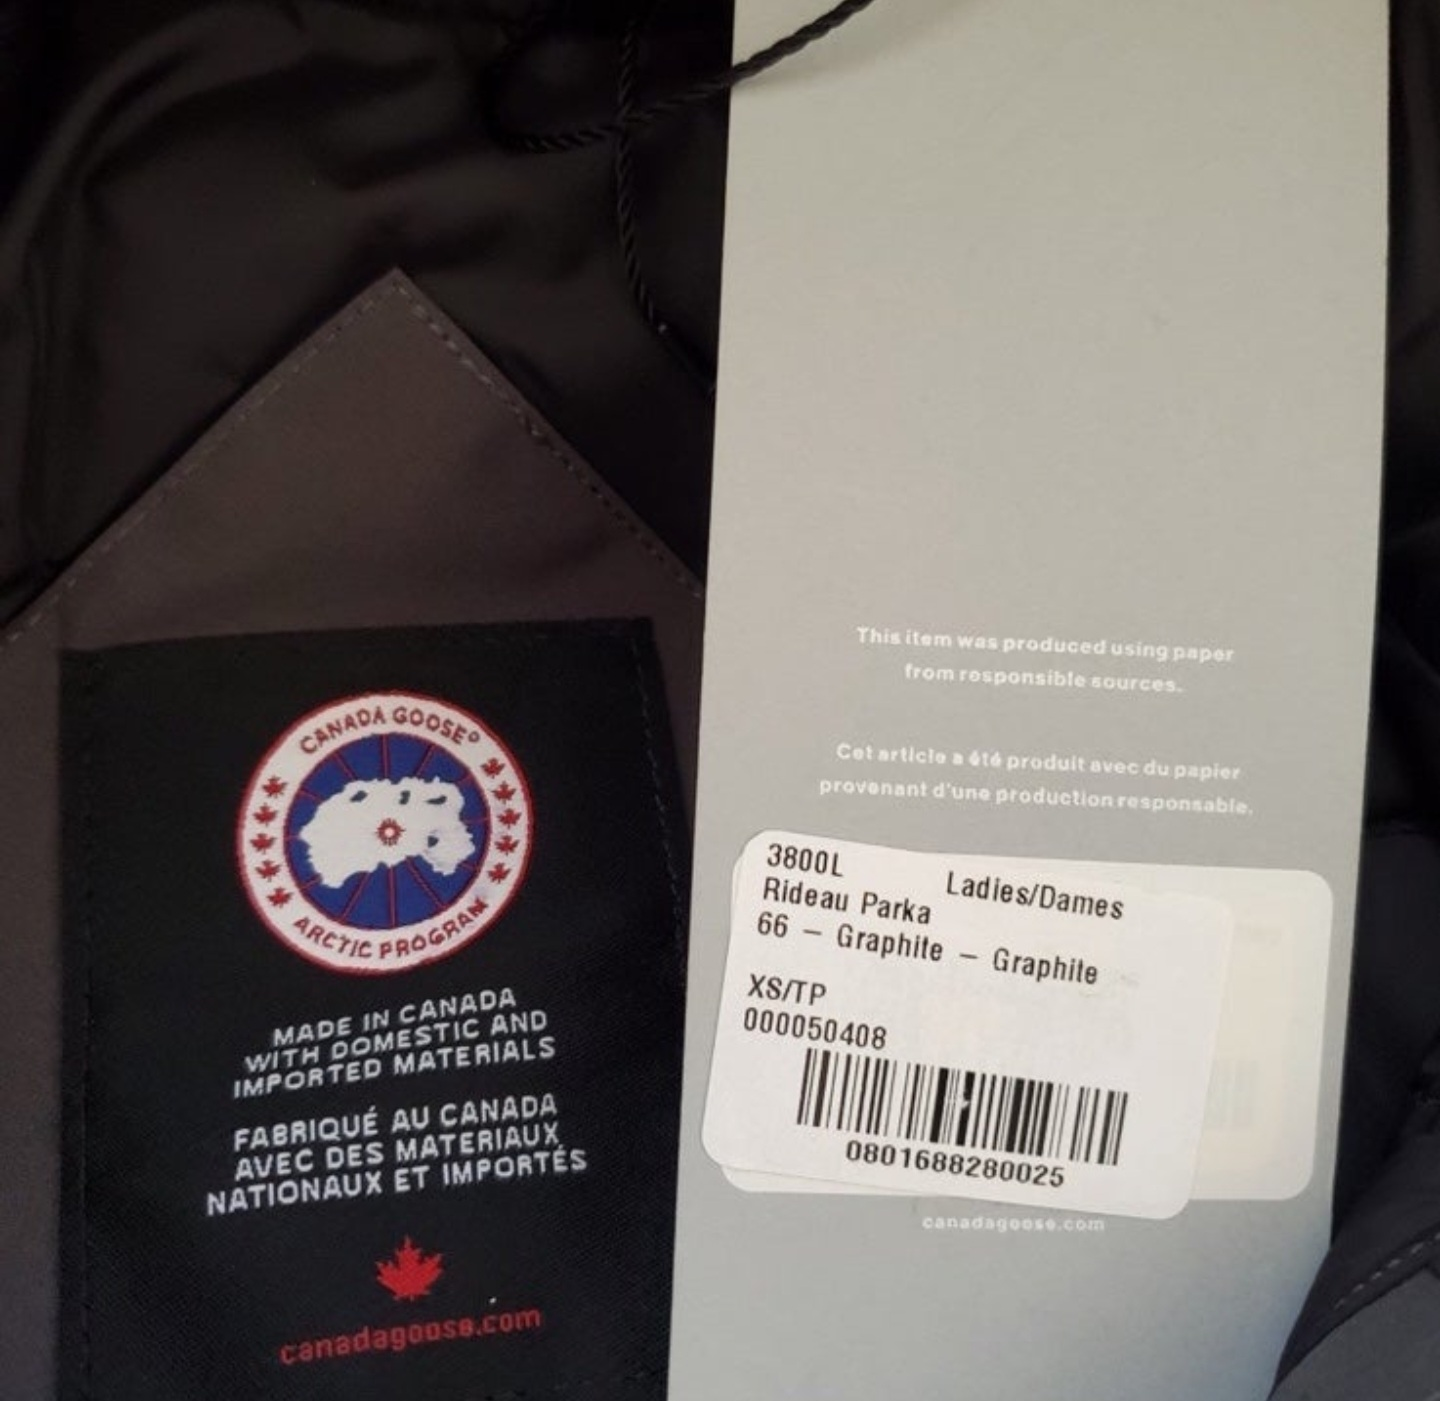 CANADA GOOSE®
ARCTIC PROGRAM
MADE IN CANADA
WITH DOMESTIC AND
IMPORTED MATERIALS
FABRIQUÉ AU CANADA
AVEC DES MATERIAUX
NATIONAUX ET IMPORTÉS
canadagoose.com
This item was produced using paper
from responsible sources.
Cet article a été produit avec du papier
provenant d'une production responsable.
3800L Ladies/Dames
Rideau Parka
66 – Graphite – Graphite
XS/TP
000050408
0801688280025
canadagoose.com